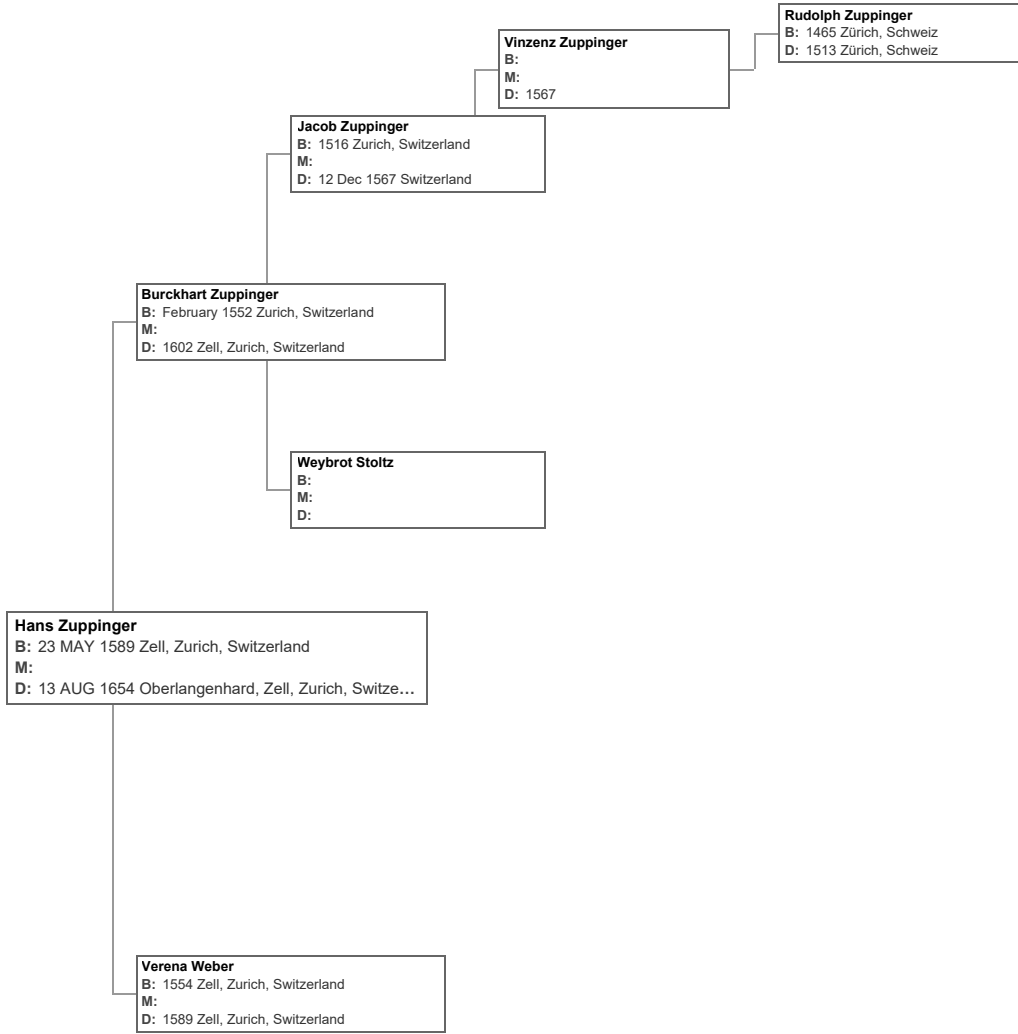 Rudolph Zuppinger
B: 1465 Zürich, Schweiz
D: 1513 Zürich, Schweiz
Vinzenz Zuppinger
B:
M:
D: 1567
Jacob Zuppinger
B: 1516 Zurich, Switzerland
M:
D: 12 Dec 1567 Switzerland
Burckhart Zuppinger
B: February 1552 Zurich, Switzerland
M:
D: 1602 Zell, Zurich, Switzerland
Weybrot Stoltz
B:
M:
D:
Hans Zuppinger
B: 23 MAY 1589 Zell, Zurich, Switzerland
M:
D: 13 AUG 1654 Oberlangenhard, Zell, Zurich, Switze...
Verena Weber
B: 1554 Zell, Zurich, Switzerland
M:
D: 1589 Zell, Zurich, Switzerland